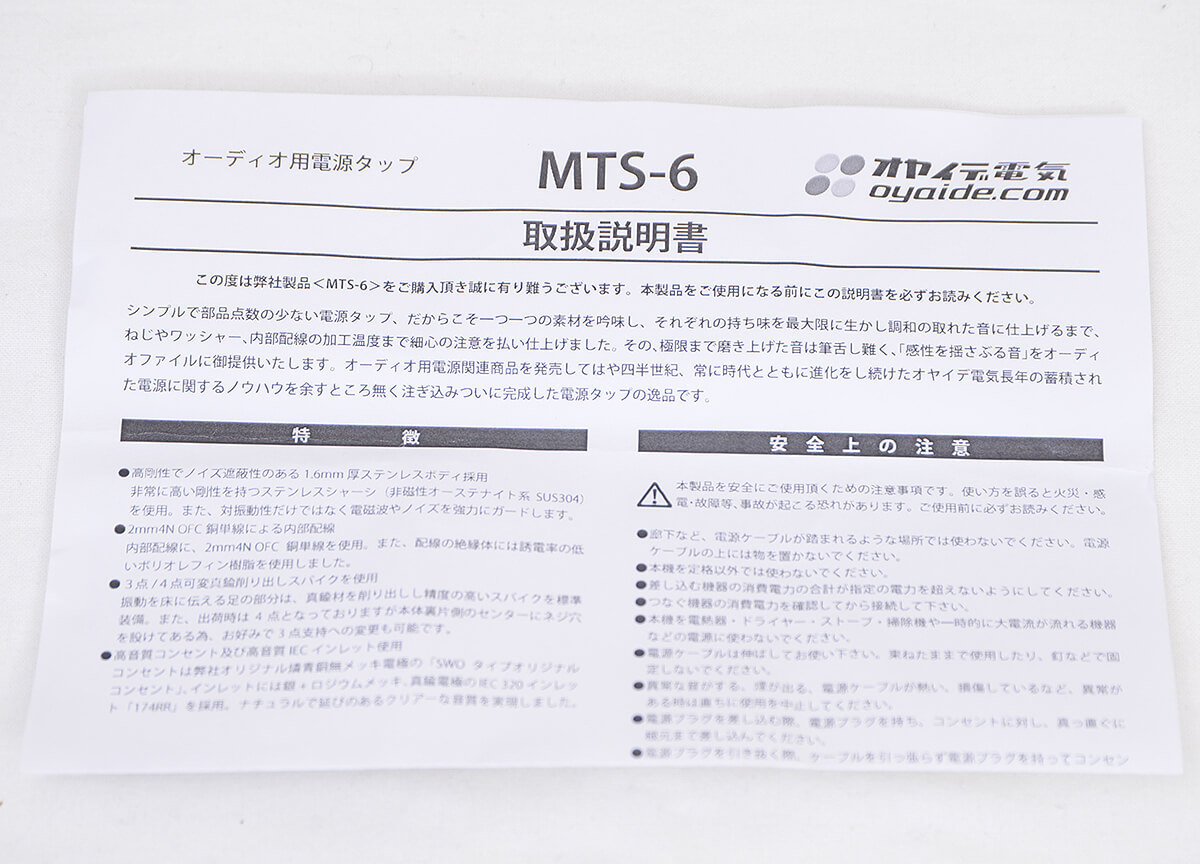 オーディオ用電源タップ
MTS-6
オヤイデ電気
oyaide.com
取扱説明書
この度は弊社製品<MTS-6>をご購入頂き誠に有り難うございます。本製品をご使用になる前にこの説明書を必ずお読みください。
シンプルで部品点数の少ない電源タップ、だからこそ一つ一つの素材を吟味し、それぞれの持ち味を最大限に生かし調和の取れた音に仕上げるまで、
ねじやワッシャー、内部配線の加工温度まで細心の注意を払い仕上げました。その、極限まで磨き上げた音は筆舌し難く、「感性を揺さぶる音」をオーディ
オファイルに御提供いたします。オーディオ用電源関連商品を発売してはや四半世紀、常に時代とともに進化をし続けたオヤイデ電気長年の蓄積され
た電源に関するノウハウを余すところ無く注ぎ込みついに完成した電源タップの逸品です。
特徴
●高剛性でノイズ遮蔽性のある 1.6mm 厚ステンレスボディ採用
非常に高い剛性を持つステンレスシャーシ（非磁性オーステナイト系 SUS304）
を使用。また、対振動性だけではなく電磁波やノイズを強力にガードします。
●2mm4N OFC 銅単線による内部配線
内部配線に、2mm4N OFC 銅単線を使用。また、配線の絶縁体には誘電率の低
いポリオレフィン樹脂を使用しました。
●3点/4点可変真鍮削り出しスパイクを使用
振動を床に伝える足の部分は、真鍮材を削り出しし精度の高いスパイクを標準
装備。また、出荷時は 4 点となっておりますが本体裏片側のセンターにネジ穴
を設けてある為、お好みで 3 点支持への変更も可能です。
●高音質コンセント及び高音質 IEC インレット使用
コンセントは弊社オリジナル燐青銅無メッキ電極の「SWO タイプオリジナル
コンセント」。インレットには銀+ロジウムメッキ、真鍮電極の IEC 320 インレッ
ト「174RR」を採用。ナチュラルで延びのあるクリアーな音質を実現しました。
安全上の注意
本製品を安全にご使用頂くための注意事項です。使い方を誤ると火災・感
電・故障等、事故が起こる恐れがあります。ご使用前に必ずお読みください。
●廊下など、電源ケーブルが踏まれるような場所では使わないでください。電源
ケーブルの上には物を置かないでください。
●本機を定格以外では使わないでください。
●差し込む機器の消費電力の合計が指定の電力を超えないようにしてください。
●つなぐ機器の消費電力を確認してから接続して下さい。
●本機を電熱器・ドライヤー・ストーブ・掃除機や一時的に大電流が流れる機器
などの電源に使わないでください。
●電源ケーブルは伸ばしてお使い下さい。束ねたままで使用したり、釘などで固
定しないでください。
●異常な音がする、煙が出る、電源ケーブルが熱い、損傷しているなど、異常が
ある時は直ちに使用を中止してください。
●電源プラグを差し込む際、電源プラグを持ち、コンセントに対し、真っ直ぐに
根元まで差し込んでください。
●電源プラグを引き抜く際、ケーブルを引っ張らず電源プラグを持ってコンセン